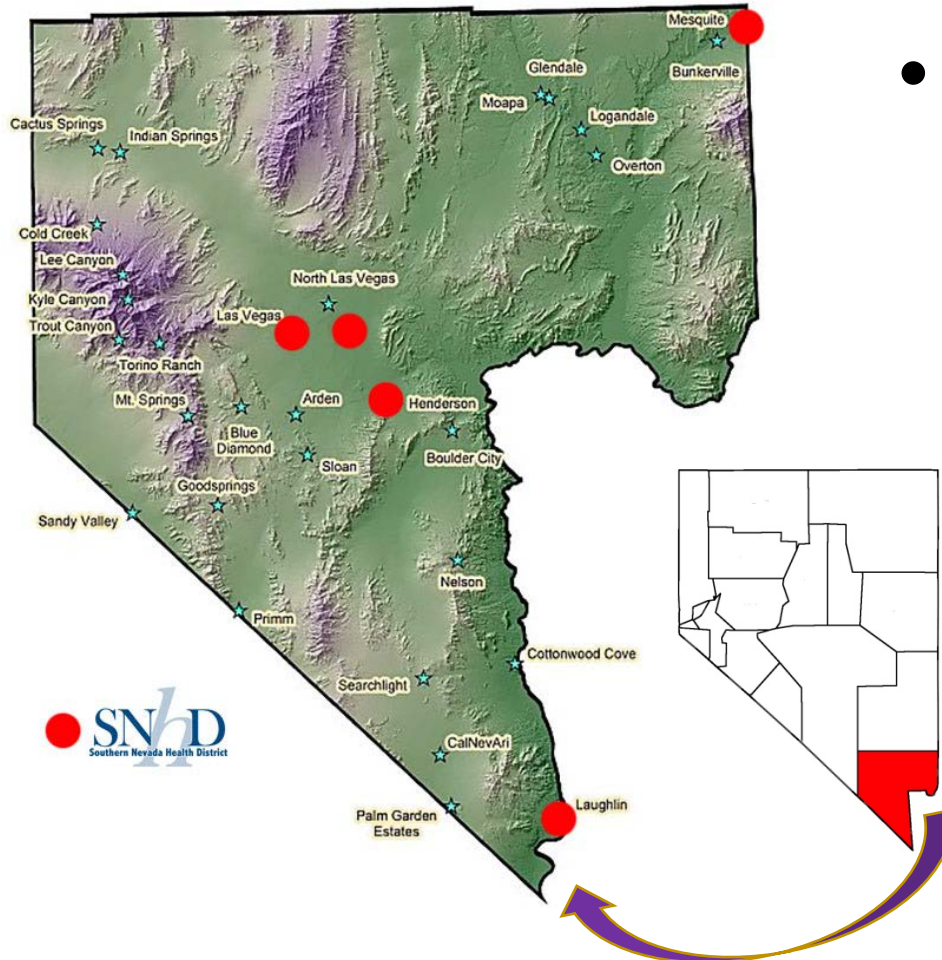 Mesquite
Bunkerville
Glendale
Moapa
Logandale
Overton
Cactus Springs
Indian Springs
Cold Creek
Lee Canyon
Kyle Canyon
Trout Canyon
Torino Ranch
North Las Vegas
Las Vegas
Mt. Springs
Blue
Diamond
Arden
Sloan
Henderson
Boulder City
Goodsprings
Sandy Valley
Nelson
Primm
Cottonwood Cove
Searchlight
CalNevAri
Palm Garden
Estates
Laughlin
SNhD
Southern Nevada Health District